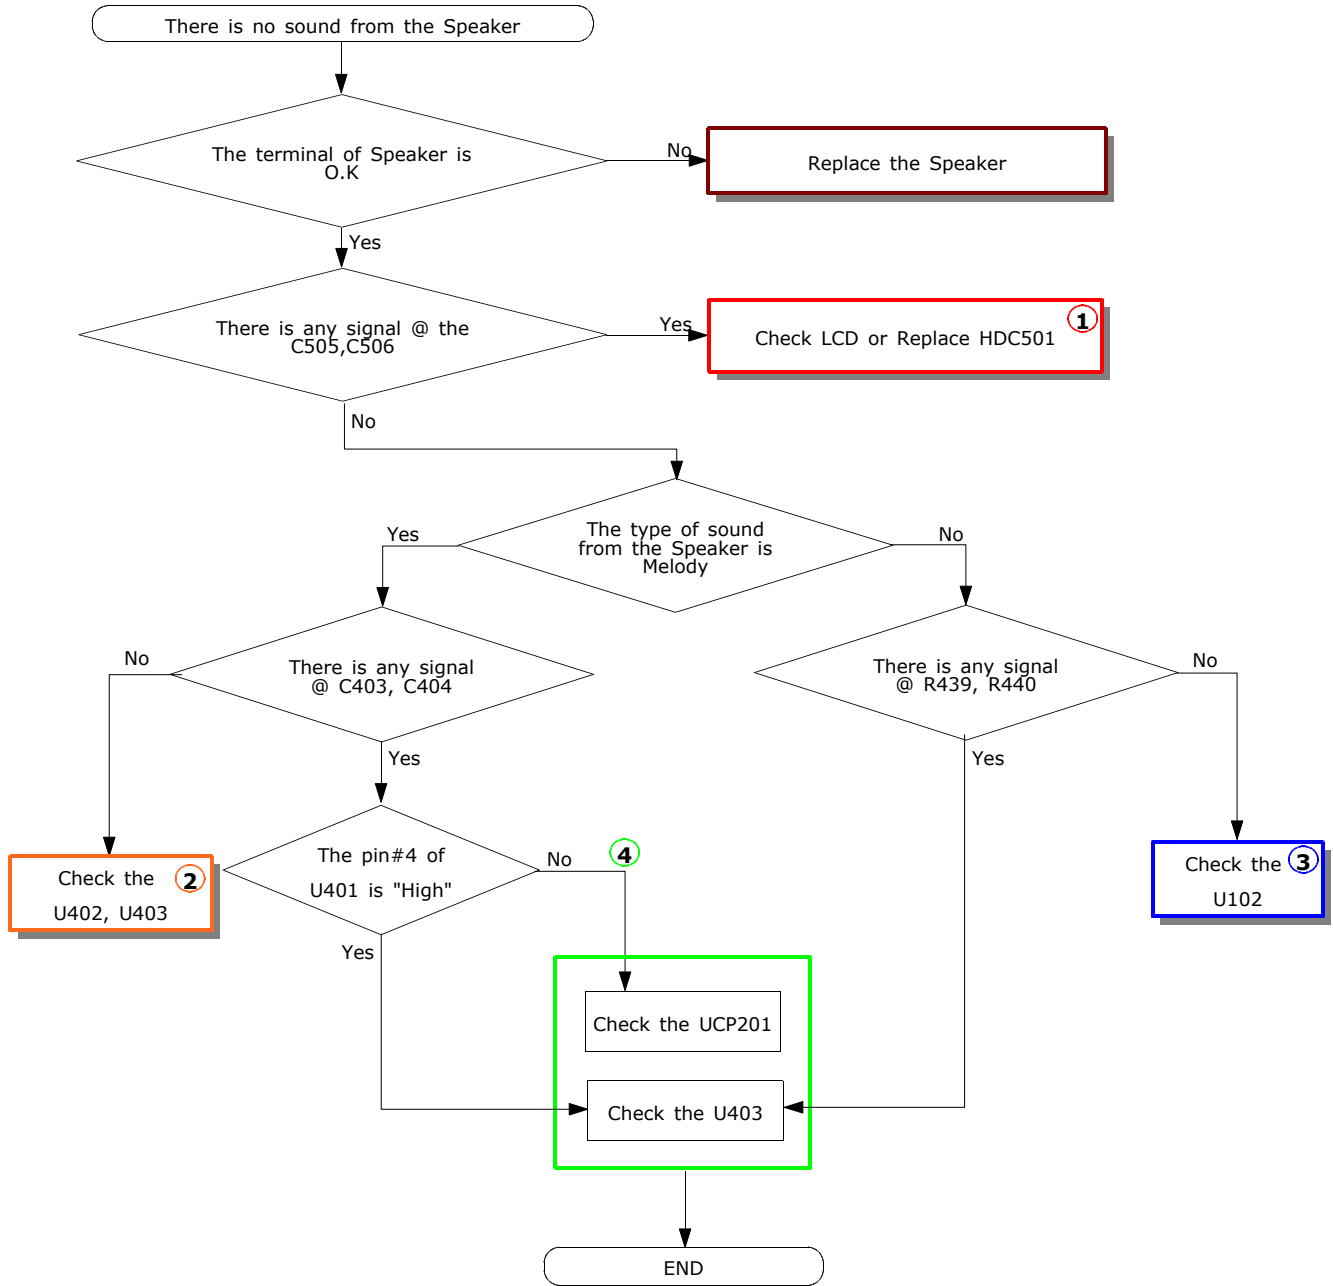 There is no sound from the Speaker
The terminal of Speaker is
O.K
No
Replace the Speaker
Yes
There is any signal @ the
C505,C506
Yes
1
Check LCD or Replace HDC501
No
The type of sound
from the Speaker is
Melody
Yes
No
There is any signal
@ C403, C404
No
There is any signal
@ R439, R440
No
Yes
Yes
Check the
U402, U403
2
The pin#4 of
U401 is "High"
No
4
Check the
U102
3
Yes
Check the UCP201
Check the U403
END